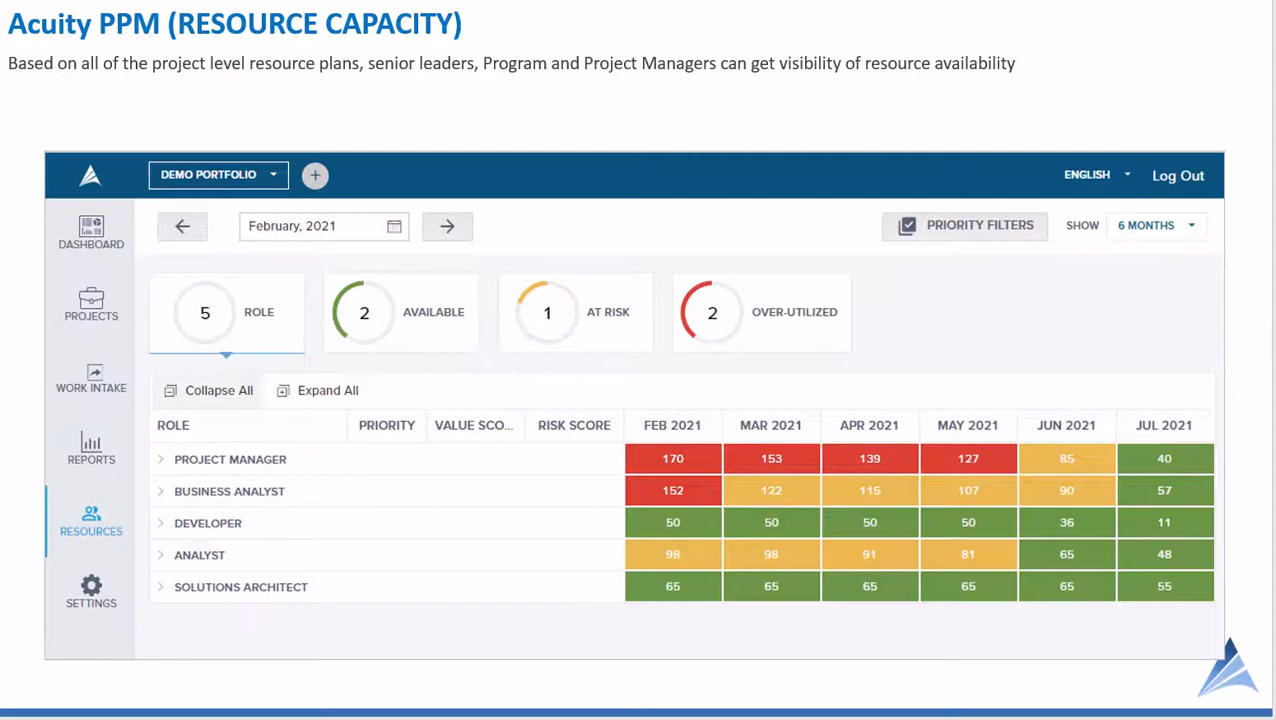 Acuity PPM (RESOURCE CAPACITY)
Based on all of the project level resource plans, senior leaders, Program and Project Managers can get visibility of resource availability
DEMO PORTFOLIO
ENGLISH
Log Out
DASHBOARD
PROJECTS
WORK INTAKE
REPORTS
RESOURCES
SETTINGS
February, 2021
PRIORITY FILTERS
SHOW
6 MONTHS
5 ROLE
2 AVAILABLE
1 AT RISK
2 OVER-UTILIZED
Collapse All
Expand All
ROLE PRIORITY VALUE SCO... RISK SCORE FEB 2021 MAR 2021 APR 2021 MAY 2021 JUN 2021 JUL 2021
PROJECT MANAGER 170 153 139 127 85 40
BUSINESS ANALYST 152 122 115 107 90 57
DEVELOPER 50 50 50 50 36 11
ANALYST 98 98 91 81 65 48
SOLUTIONS ARCHITECT 65 65 65 65 65 55